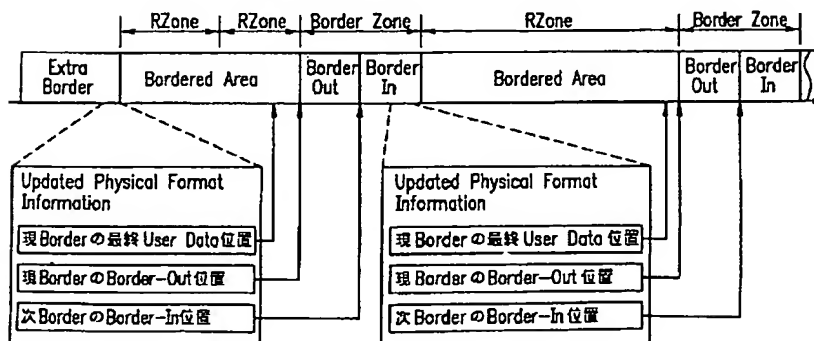 RZone RZone Border Zone RZone Border Zone
Extra Border
Bordered Area
Border Out
Border In
Bordered Area
Border Out
Border In
Updated Physical Format Information
現Borderの最終User Data位置
現BorderのBorder-Out位置
次BorderのBorder-In位置
Updated Physical Format Information
現Borderの最終User Data位置
現BorderのBorder-Out位置
次BorderのBorder-In位置